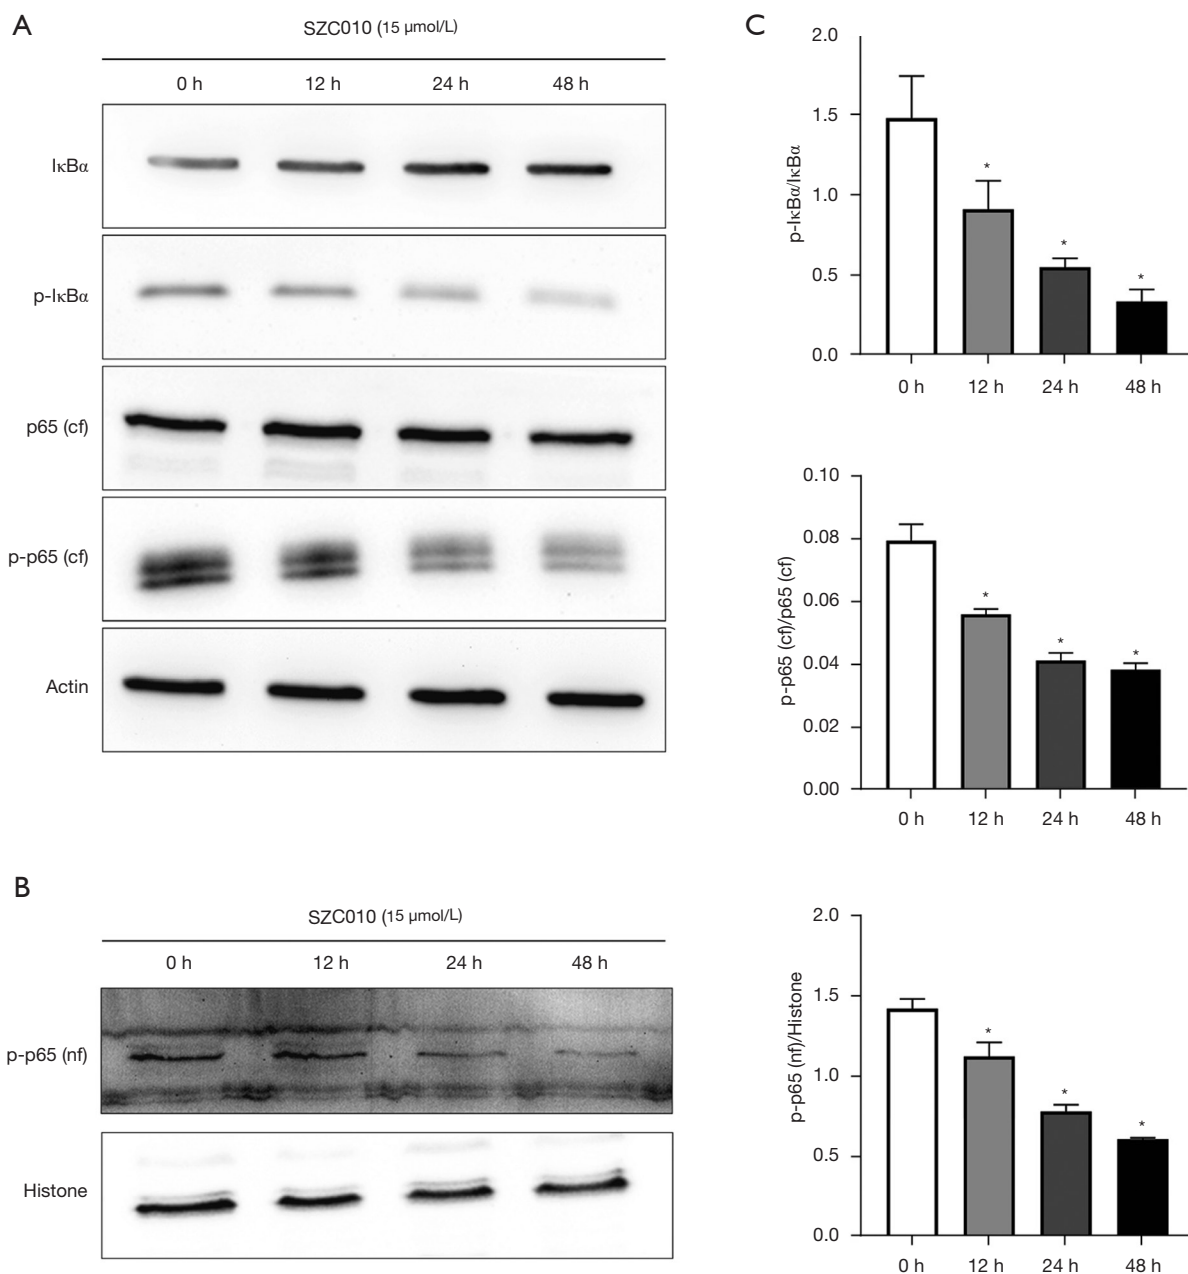 A
SZC010 (15 µmol/L)
0 h 12 h 24 h 48 h
IκBα
p-IκBα
p65 (cf)
p-p65 (cf)
Actin
B
SZC010 (15 µmol/L)
0 h 12 h 24 h 48 h
p-p65 (nf)
Histone
C
p-IκBα/IκBα
2.0
1.5
1.0
0.5
0.0
*
*
*
0 h 12 h 24 h 48 h
p-p65 (cf)/p65 (cf)
0.10
0.08
0.06
0.04
0.02
0.00
*
*
*
0 h 12 h 24 h 48 h
p-p65 (nf)/Histone
2.0
1.5
1.0
0.5
0.0
*
*
*
0 h 12 h 24 h 48 h